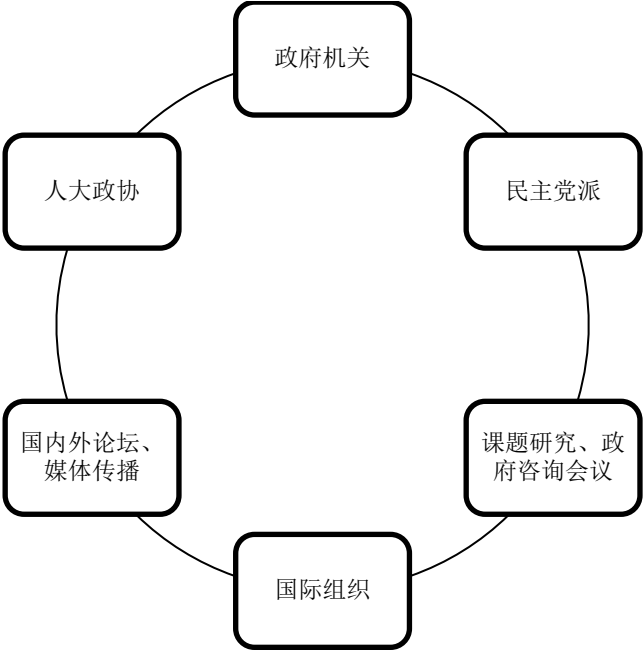 政府机关
人大政协
民主党派
国内外论坛、
媒体传播
课题研究、政
府咨询会议
国际组织